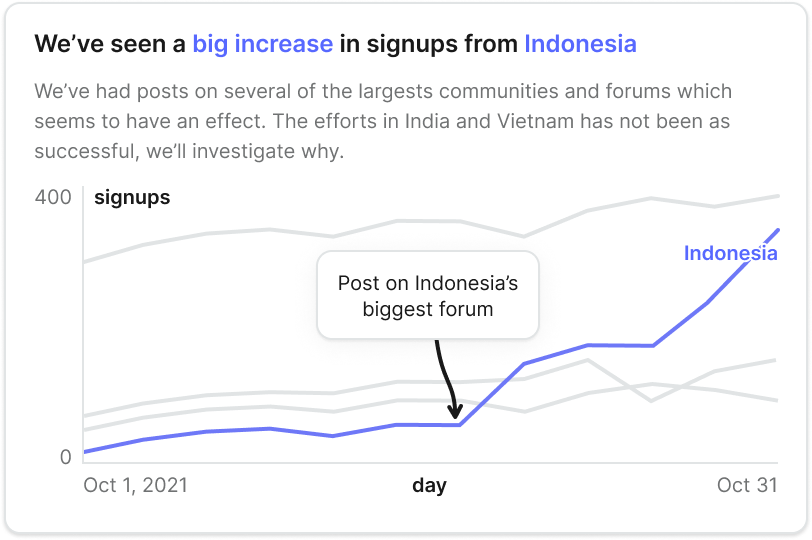 We’ve seen a big increase in signups from Indonesia
We’ve had posts on several of the largests communities and forums which
seems to have an effect. The efforts in India and Vietnam has not been as
successful, we’ll investigate why.
400
signups
Indonesia
Post on Indonesia’s
biggest forum
0
Oct 1, 2021
day
Oct 31